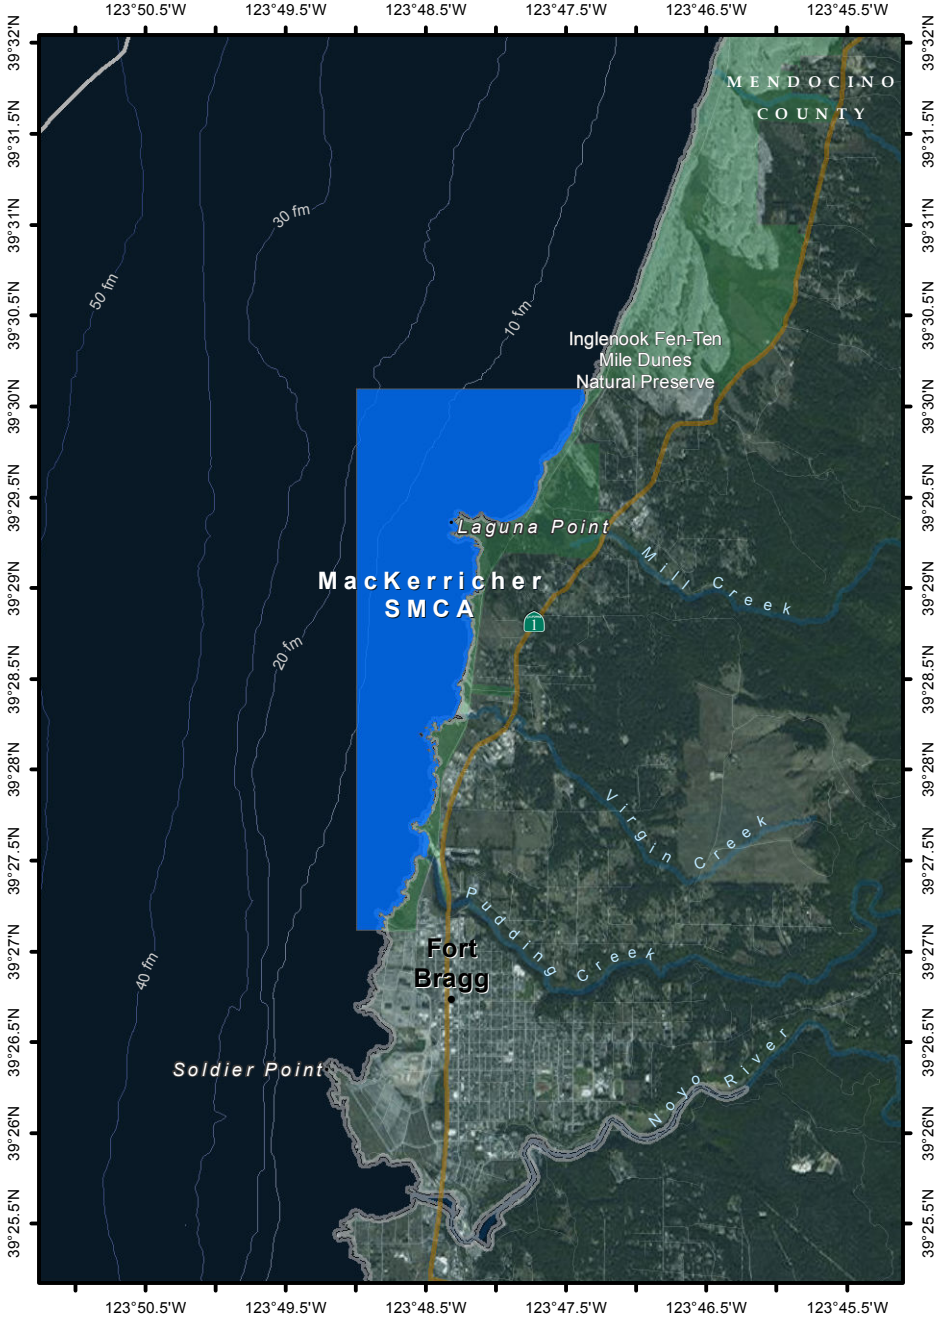 123°50.5'W 123°49.5'W 123°48.5'W 123°47.5'W 123°46.5'W 123°45.5'W
39°32'N 39°32'N
MENDOCINO
COUNTY
39°31.5'N 39°31.5'N
39°31'N 39°31'N
30 fm
50 fm
39°30.5'N 39°30.5'N
10 fm
Inglenook Fen-Ten
Mile Dunes
Natural Preserve
39°30'N 39°30'N
39°29.5'N 39°29.5'N
Laguna Point
Mill Creek
39°29'N 39°29'N
MacKerricher
SMCA
1
20 fm
39°28.5'N 39°28.5'N
39°28'N 39°28'N
Virgin Creek
39°27.5'N 39°27.5'N
Pudding Creek
39°27'N 39°27'N
Fort
Bragg
40 fm
39°26.5'N 39°26.5'N
Soldier Point
Noyo River
39°26'N 39°26'N
39°25.5'N 39°25.5'N
123°50.5'W 123°49.5'W 123°48.5'W 123°47.5'W 123°46.5'W 123°45.5'W